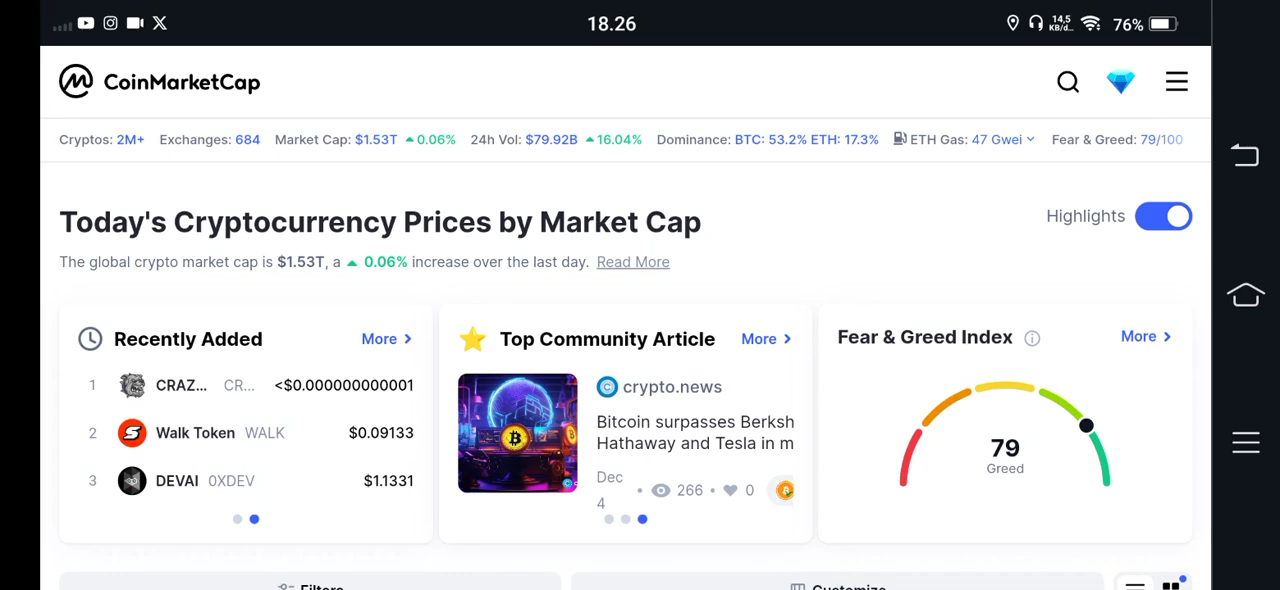 18.26
14,5
KB/d...
76%
CoinMarketCap
Cryptos: 2M+ Exchanges: 684 Market Cap: $1.53T 0.06% 24h Vol: $79.92B 16.04% Dominance: BTC: 53.2% ETH: 17.3% ETH Gas: 47 Gwei Fear & Greed: 79/100
Today's Cryptocurrency Prices by Market Cap
Highlights
The global crypto market cap is $1.53T, a 0.06% increase over the last day. Read More
Recently Added More
1 CRAZ... CR... <$0.000000000001
2 Walk Token WALK $0.09133
3 DEVAI 0XDEV $1.1331
Top Community Article More
crypto.news
Bitcoin surpasses Berksh
Hathaway and Tesla in m
Dec
4 • 266 • 0
Fear & Greed Index More
79
Greed
Filters
Customize